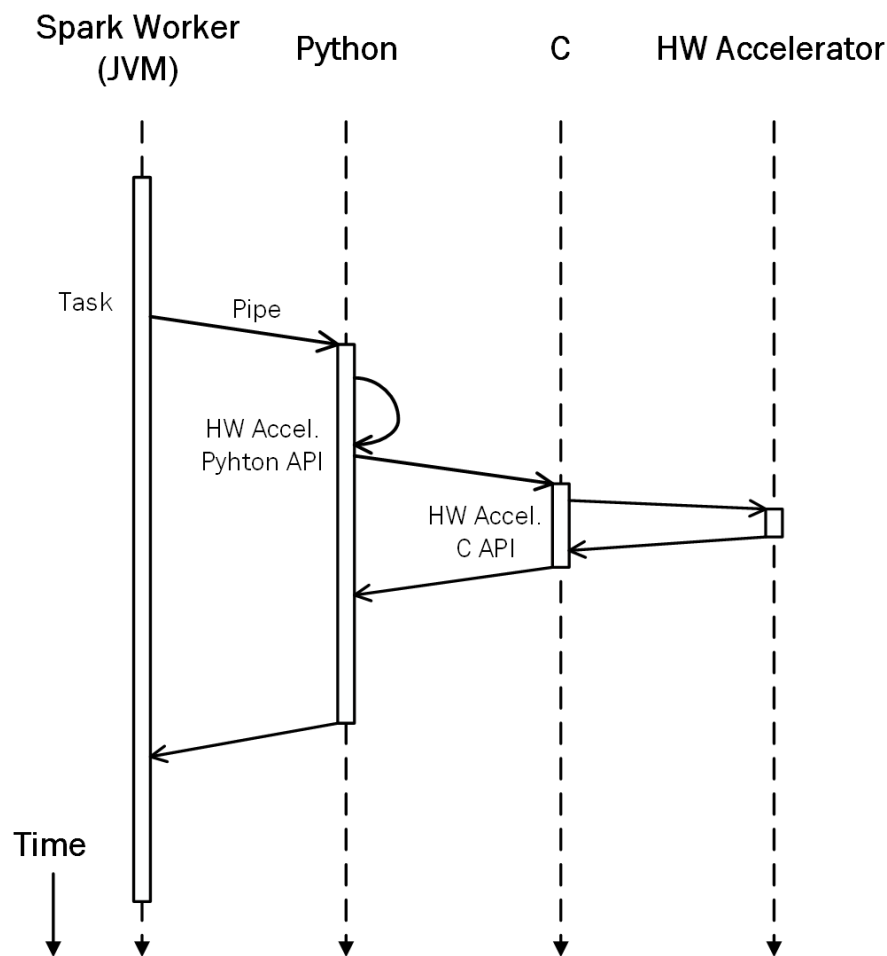 Spark Worker
(JVM)
Python
C
HW Accelerator
Task
Pipe
HW Accel.
Pyhton API
HW Accel.
C API
Time